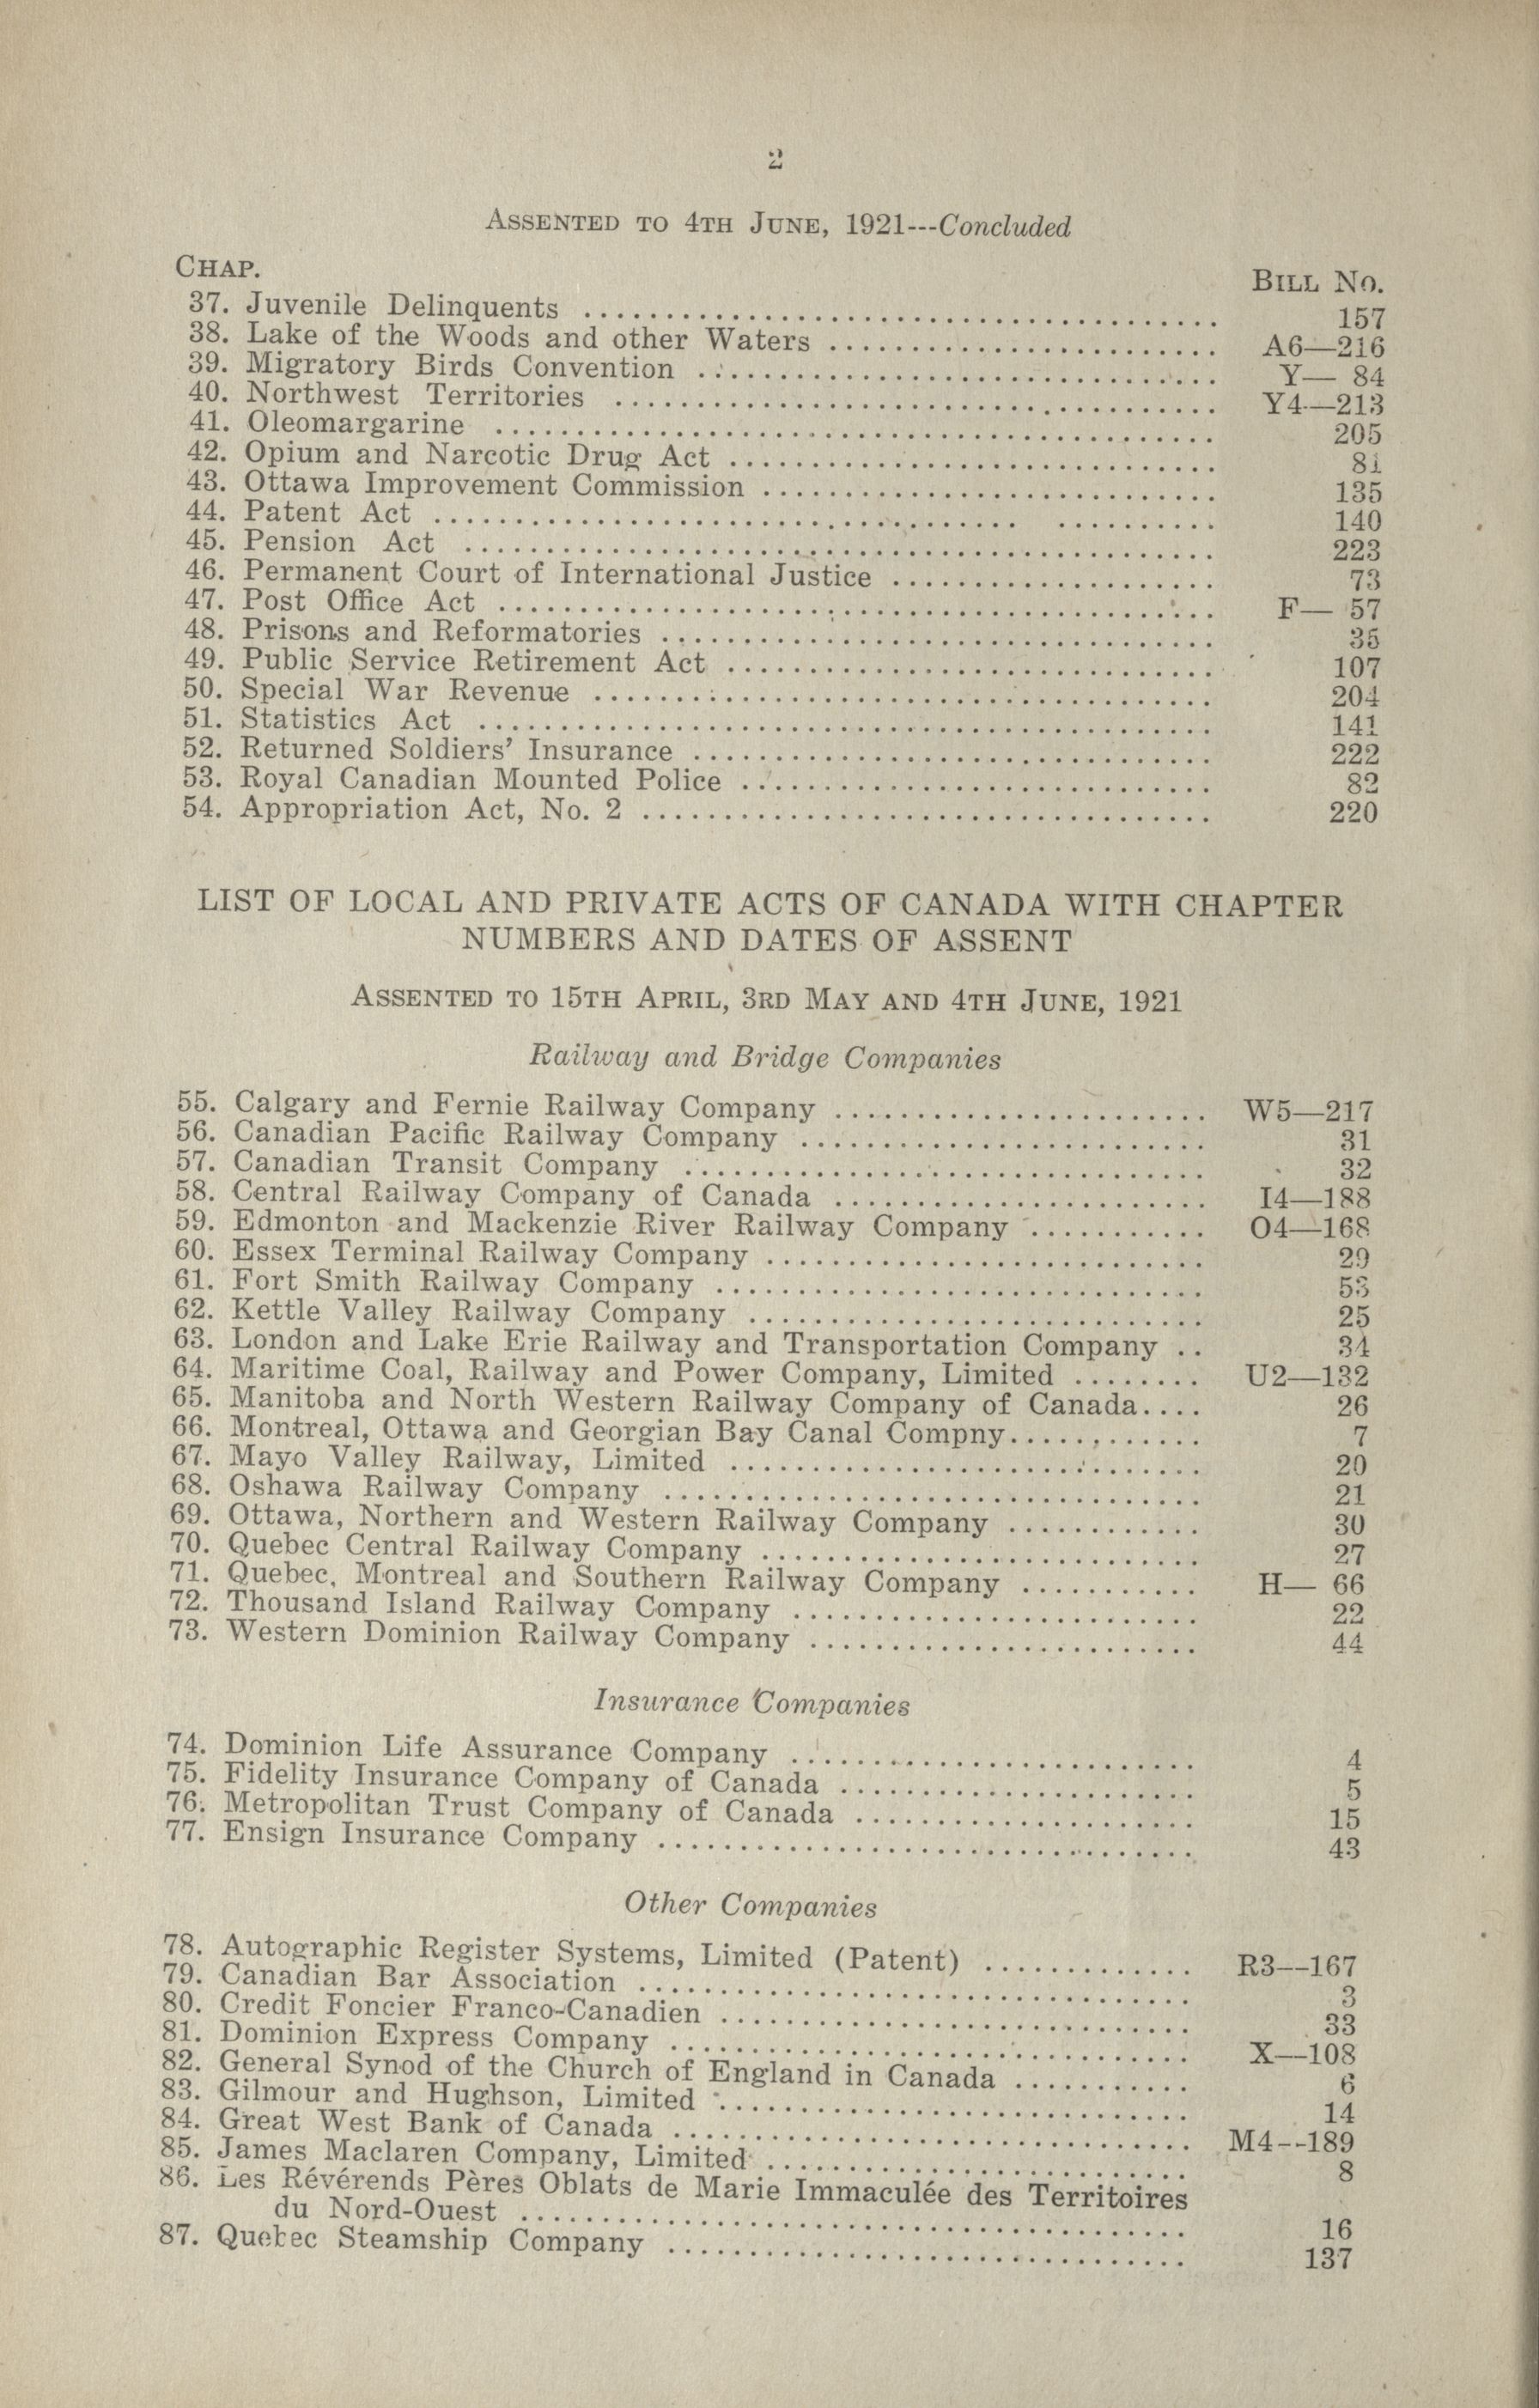 2
ASSENTED TO 4TH JUNE, 1921---Concluded
CHAP. BILL NO.
37. Juvenile Delinquents ........................................ 157
38. Lake of the Woods and other Waters ........................ A6—216
39. Migratory Birds Convention ................................ Y— 84
40. Northwest Territories ..................................... Y4—213
41. Oleomargarine ............................................. 205
42. Opium and Narcotic Drug Act ............................... 81
43. Ottawa Improvement Commission ............................. 135
44. Patent Act ................................................ 140
45. Pension Act ............................................... 223
46. Permanent Court of International Justice .................... 73
47. Post Office Act ............................................. F— 57
48. Prisons and Reformatories ................................... 35
49. Public Service Retirement Act ............................... 107
50. Special War Revenue ....................................... 204
51. Statistics Act .............................................. 141
52. Returned Soldiers’ Insurance ................................ 222
53. Royal Canadian Mounted Police ............................. 82
54. Appropriation Act, No. 2 .................................... 220
LIST OF LOCAL AND PRIVATE ACTS OF CANADA WITH CHAPTER
NUMBERS AND DATES OF ASSENT
ASSENTED TO 15TH APRIL, 3RD MAY AND 4TH JUNE, 1921
Railway and Bridge Companies
55. Calgary and Fernie Railway Company ........................ W5—217
56. Canadian Pacific Railway Company ......................... 31
57. Canadian Transit Company ................................ 32
58. Central Railway Company of Canada ....................... I4—188
59. Edmonton and Mackenzie River Railway Company ........... O4—168
60. Essex Terminal Railway Company ........................... 29
61. Fort Smith Railway Company .............................. 53
62. Kettle Valley Railway Company ............................ 25
63. London and Lake Erie Railway and Transportation Company .. 34
64. Maritime Coal, Railway and Power Company, Limited ........ U2—132
65. Manitoba and North Western Railway Company of Canada.... 26
66. Montreal, Ottawa and Georgian Bay Canal Compny............ 7
67. Mayo Valley Railway, Limited ............................. 20
68. Oshawa Railway Company ................................. 21
69. Ottawa, Northern and Western Railway Company ............ 30
70. Quebec Central Railway Company ........................... 27
71. Quebec, Montreal and Southern Railway Company ........... H— 66
72. Thousand Island Railway Company ......................... 22
73. Western Dominion Railway Company ........................ 44
Insurance Companies
74. Dominion Life Assurance Company ......................... 4
75. Fidelity Insurance Company of Canada ...................... 5
76. Metropolitan Trust Company of Canada ..................... 15
77. Ensign Insurance Company ................................. 43
Other Companies
78. Autographic Register Systems, Limited (Patent) ............. R3—167
79. Canadian Bar Association .................................. 3
80. Credit Foncier Franco-Canadien ............................. 33
81. Dominion Express Company ................................ X—108
82. General Synod of the Church of England in Canada ........... 6
83. Gilmour and Hughson, Limited ............................. 14
84. Great West Bank of Canada ................................ M4--189
85. James Maclaren Company, Limited .......................... 8
86. Les Révérends Pères Oblats de Marie Immaculée des Territoires
du Nord-Ouest ......................................... 16
87. Quebec Steamship Company ................................ 137